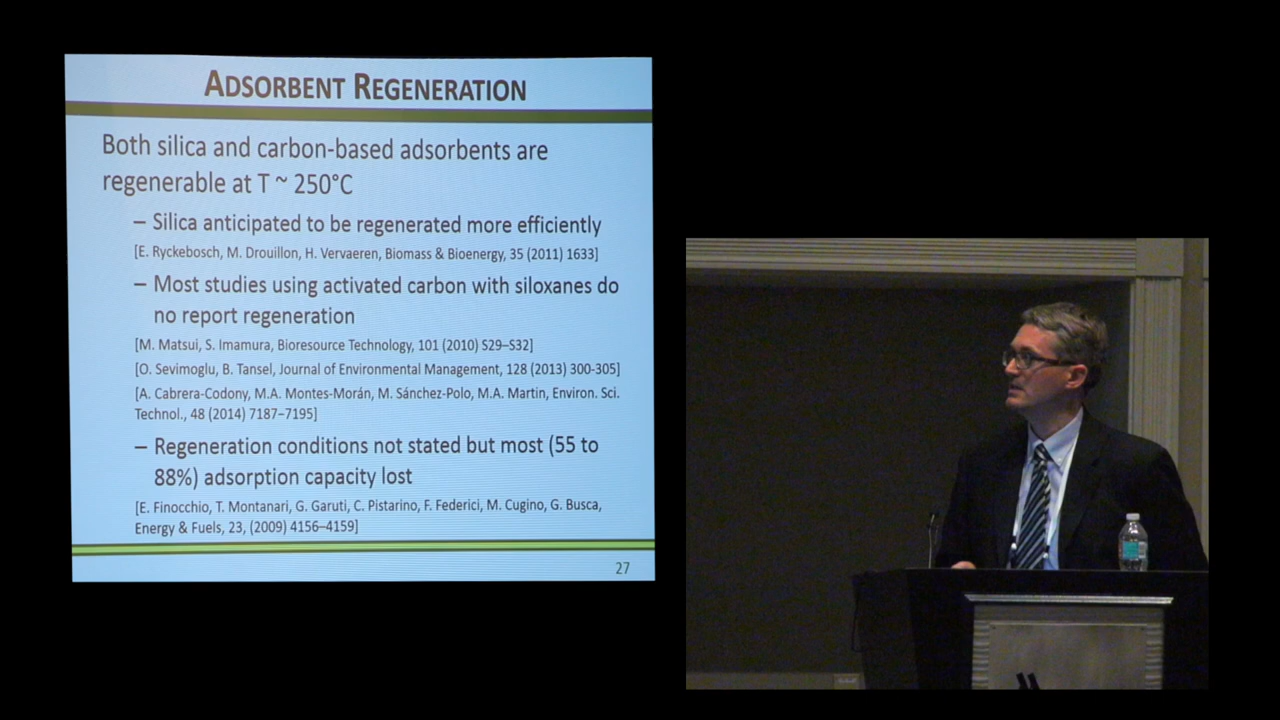 ADSORBENT REGENERATION
Both silica and carbon-based adsorbents are
regenerable at T ~ 250°C
– Silica anticipated to be regenerated more efficiently
[E. Ryckebosch, M. Drouillon, H. Vervaeren, Biomass & Bioenergy, 35 (2011) 1633]
– Most studies using activated carbon with siloxanes do
no report regeneration
[M. Matsui, S. Imamura, Bioresource Technology, 101 (2010) S29–S32]
[O. Sevimoglu, B. Tansel, Journal of Environmental Management, 128 (2013) 300-305]
[A. Cabrera-Codony, M.A. Montes-Morán, M. Sánchez-Polo, M.A. Martin, Environ. Sci.
Technol., 48 (2014) 7187–7195]
– Regeneration conditions not stated but most (55 to
88%) adsorption capacity lost
[E. Finocchio, T. Montanari, G. Garuti, C. Pistarino, F. Federici, M. Cugino, G. Busca,
Energy & Fuels, 23, (2009) 4156–4159]
27